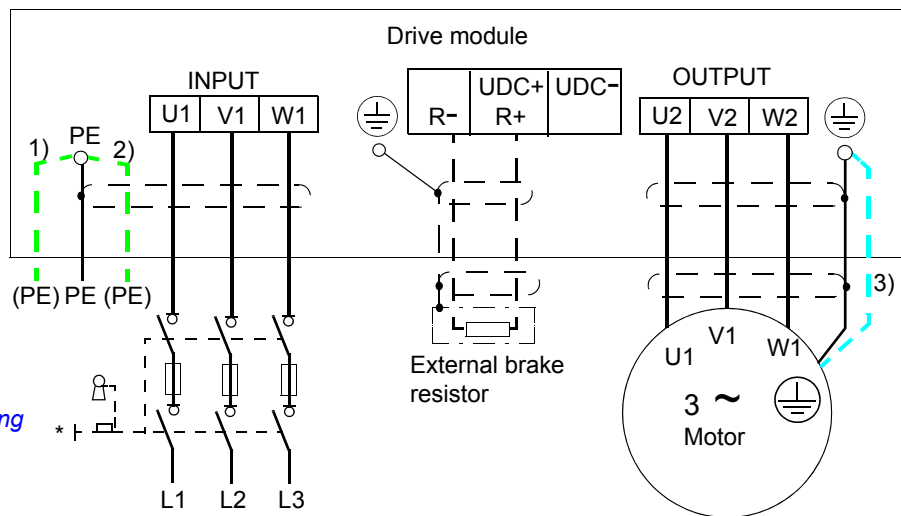 Drive module
INPUT
U1 V1 W1
UDC+ UDC-
R- R+
OUTPUT
U2 V2 W2
1) PE 2)
(PE) PE (PE)
3)
External brake
resistor
U1 V1 W1
3 ~
Motor
ng
*
L1 L2 L3